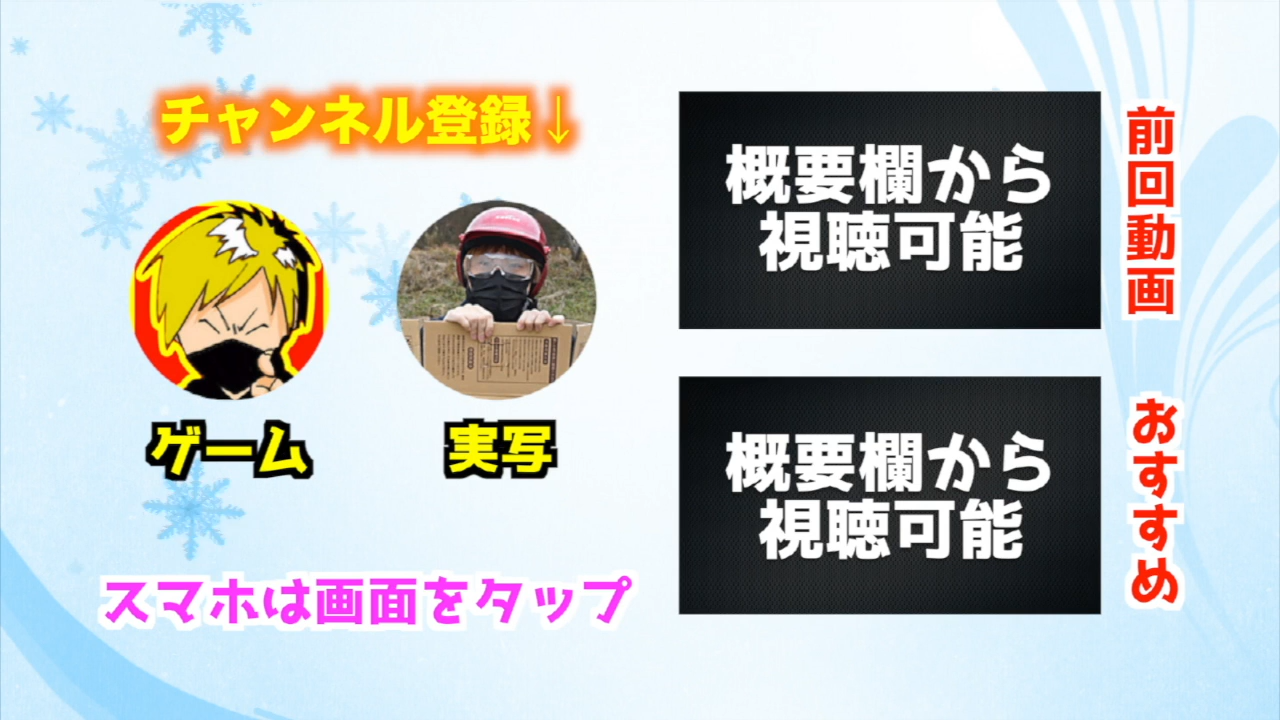 チャンネル登録↓
ゲーム
実写
スマホは画面をタップ
概要欄から
視聴可能
前回動画
概要欄から
視聴可能
おすすめ